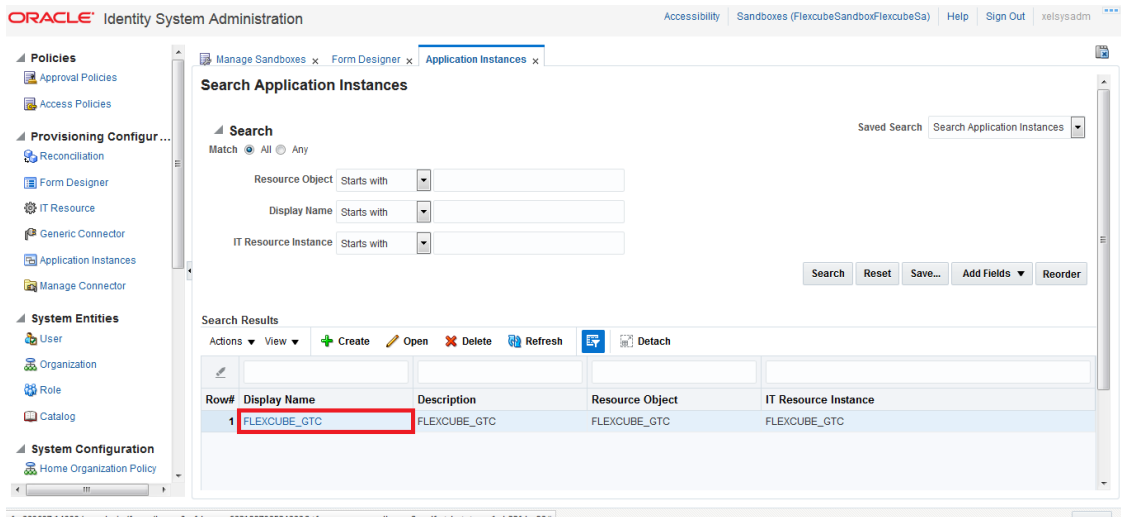 ORACLE Identity System Administration
Accessibility Sandboxes (FlexcubeSandboxFlexcubeSa) Help Sign Out xelsysadm
Policies
Approval Policies
Access Policies
Provisioning Configur...
Reconciliation
Form Designer
IT Resource
Generic Connector
Application Instances
Manage Connector
System Entities
User
Organization
Role
Catalog
System Configuration
Home Organization Policy
Manage Sandboxes x Form Designer x Application Instances x
Search Application Instances
Search
Saved Search Search Application Instances
Match All Any
Resource Object Starts with
Display Name Starts with
IT Resource Instance Starts with
Search Reset Save... Add Fields Reorder
Search Results
Actions View Create Open Delete Refresh Detach
Row# Display Name Description Resource Object IT Resource Instance
1 FLEXCUBE_GTC FLEXCUBE_GTC FLEXCUBE_GTC FLEXCUBE_GTC